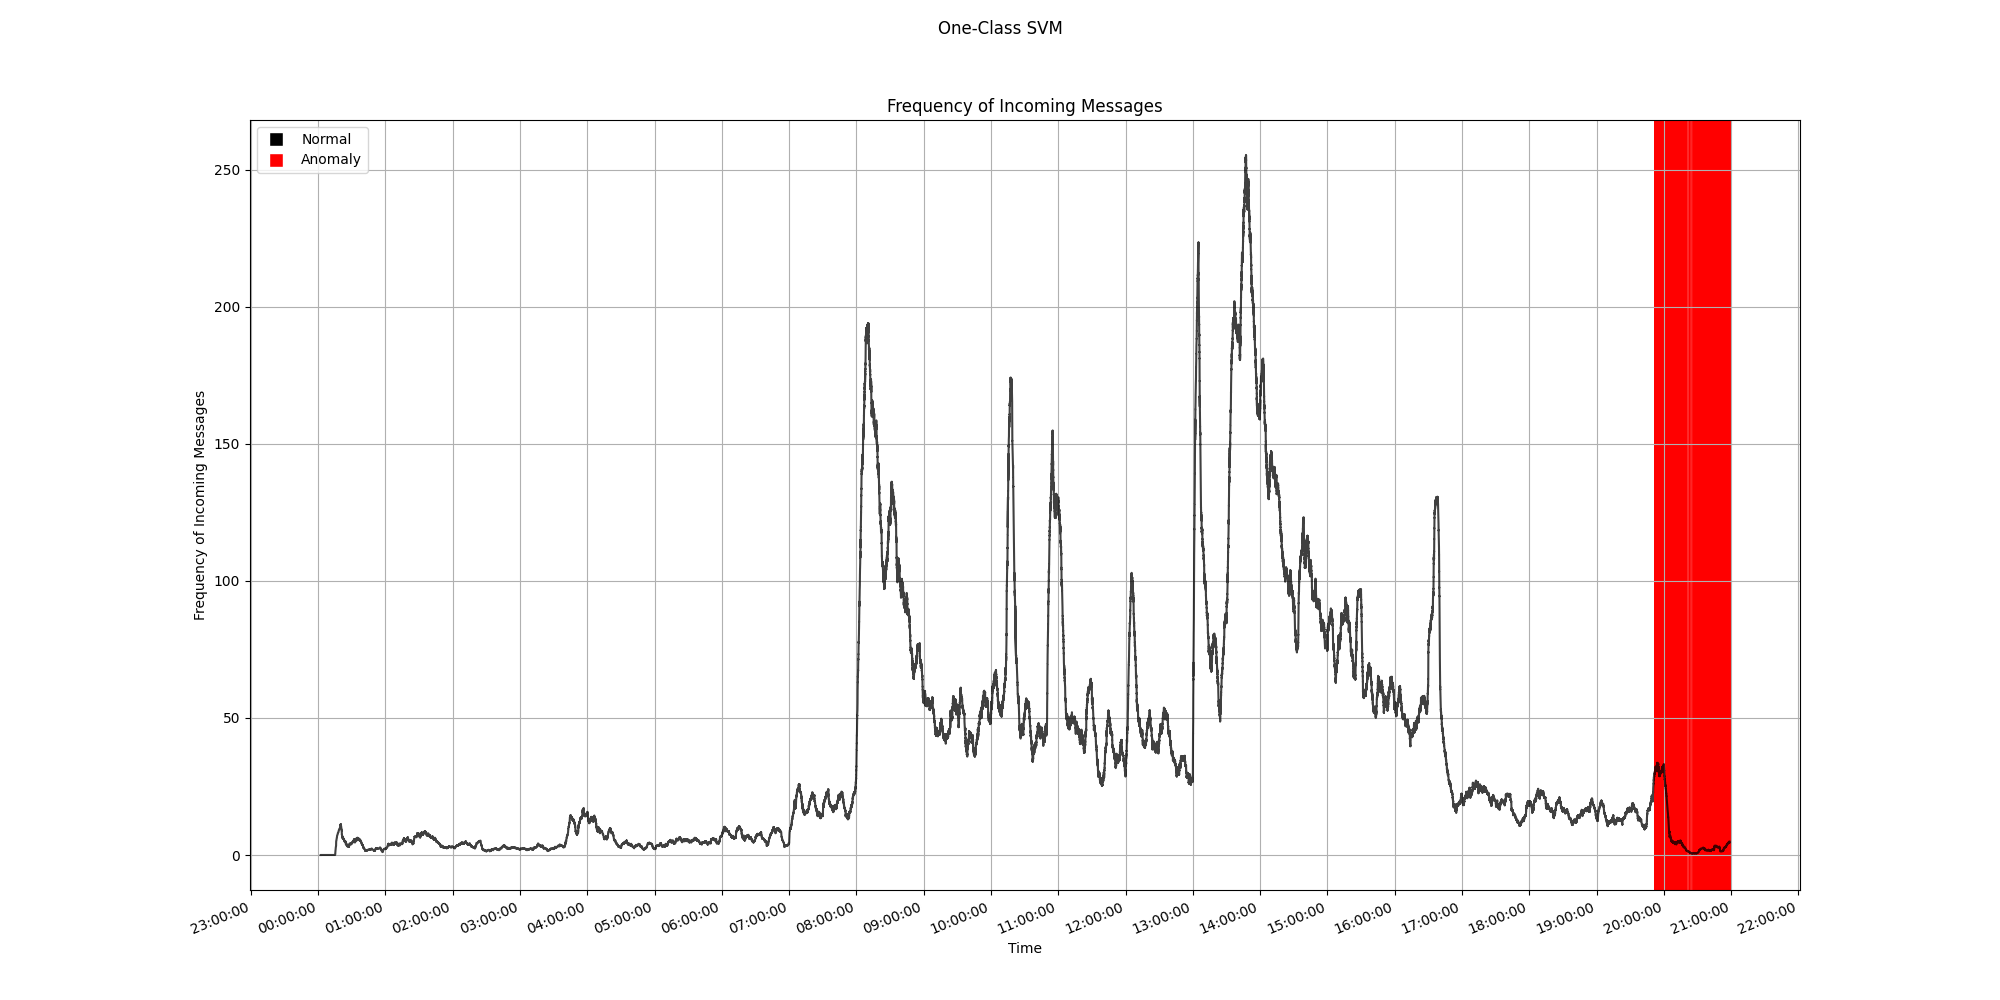 One-Class SVM
Frequency of Incoming Messages
Normal
Anomaly
Frequency of Incoming Messages
250
200
150
100
50
0
23:00:00 00:00:00 01:00:00 02:00:00 03:00:00 04:00:00 05:00:00 06:00:00 07:00:00 08:00:00 09:00:00 10:00:00 11:00:00 12:00:00 13:00:00 14:00:00 15:00:00 16:00:00 17:00:00 18:00:00 19:00:00 20:00:00 21:00:00 22:00:00
Time